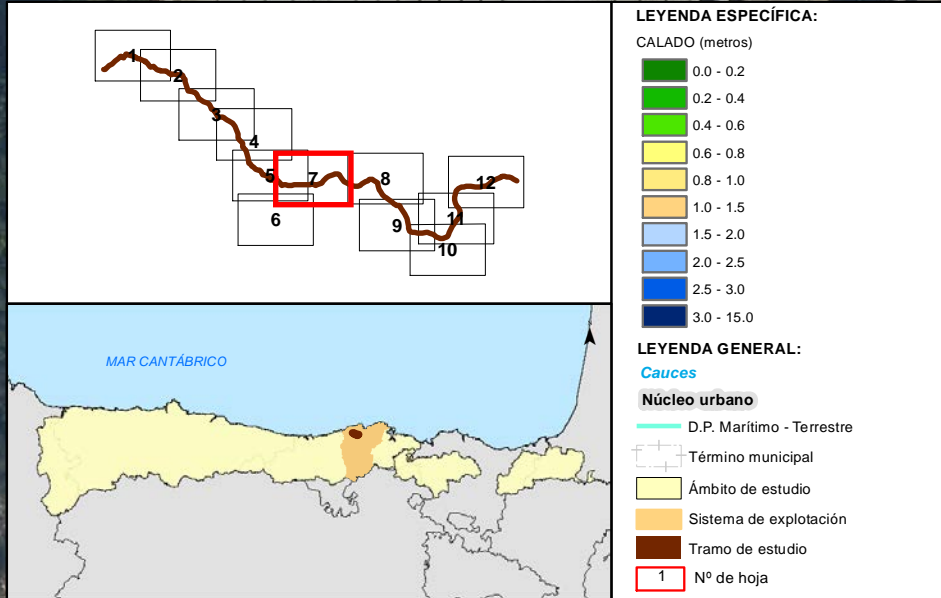 1
2
3
4
5
7
8
12
6
9
11
10
MAR CANTÁBRICO
LEYENDA ESPECÍFICA:
CALADO (metros)
0.0 - 0.2
0.2 - 0.4
0.4 - 0.6
0.6 - 0.8
0.8 - 1.0
1.0 - 1.5
1.5 - 2.0
2.0 - 2.5
2.5 - 3.0
3.0 - 15.0
LEYENDA GENERAL:
Cauces
Núcleo urbano
D.P. Marítimo - Terrestre
Término municipal
Ámbito de estudio
Sistema de explotación
Tramo de estudio
1 Nº de hoja